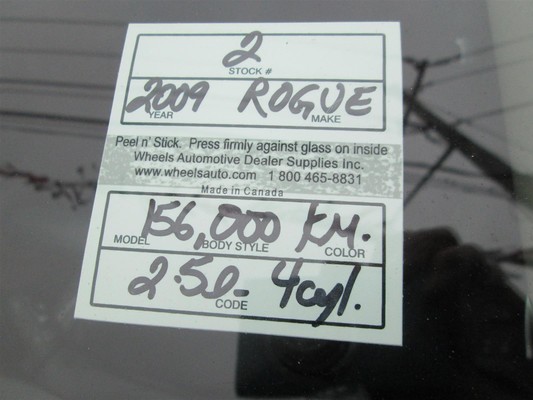 2
STOCK #
2009 ROGUE
YEAR MAKE
Peel n' Stick. Press firmly against glass on inside
Wheels Automotive Dealer Supplies Inc.
www.wheelsauto.com 1 800 465-8831
Made in Canada
156,000 KM.
MODEL BODY STYLE COLOR
2.5l- 4cyl.
CODE